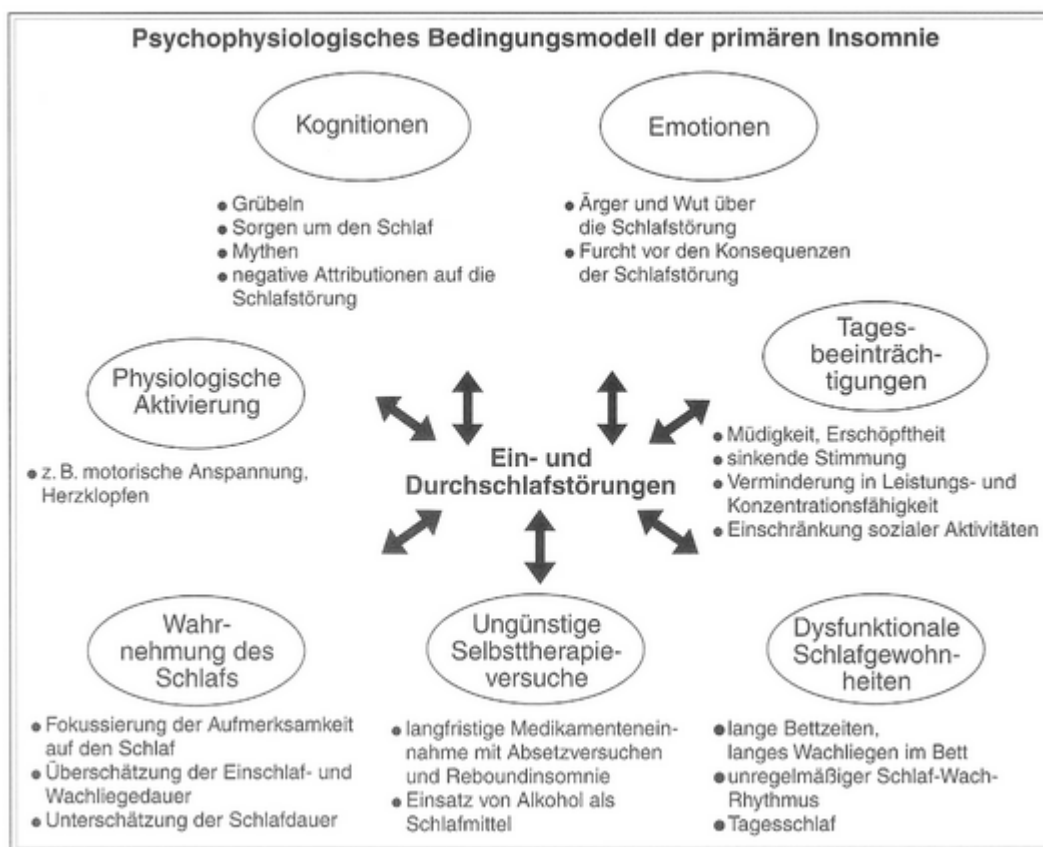 Psychophysiologisches Bedingungsmodell der primären Insomnie
Kognitionen
• Grübeln
• Sorgen um den Schlaf
• Mythen
• negative Attributionen auf die
Schlafstörung
Emotionen
• Ärger und Wut über
die Schlafstörung
• Furcht vor den Konsequenzen
der Schlafstörung
Physiologische
Aktivierung
• z. B. motorische Anspannung,
Herzklopfen
Ein- und
Durchschlafstörungen
Tages-
beeinträch-
tigungen
• Müdigkeit, Erschöpftheit
• sinkende Stimmung
• Verminderung in Leistungs- und
Konzentrationsfähigkeit
• Einschränkung sozialer Aktivitäten
Wahr-
nehmung des
Schlafs
• Fokussierung der Aufmerksamkeit
auf den Schlaf
• Überschätzung der Einschlaf- und
Wachliegedauer
• Unterschätzung der Schlafdauer
Ungünstige
Selbsttherapie-
versuche
• langfristige Medikamentenein-
nahme mit Absetzversuchen
und Reboundinsomnie
• Einsatz von Alkohol als
Schlafmittel
Dysfunktionale
Schlafgewohn-
heiten
• lange Bettzeiten,
langes Wachliegen im Bett
• unregelmäßiger Schlaf-Wach-
Rhythmus
• Tagesschlaf